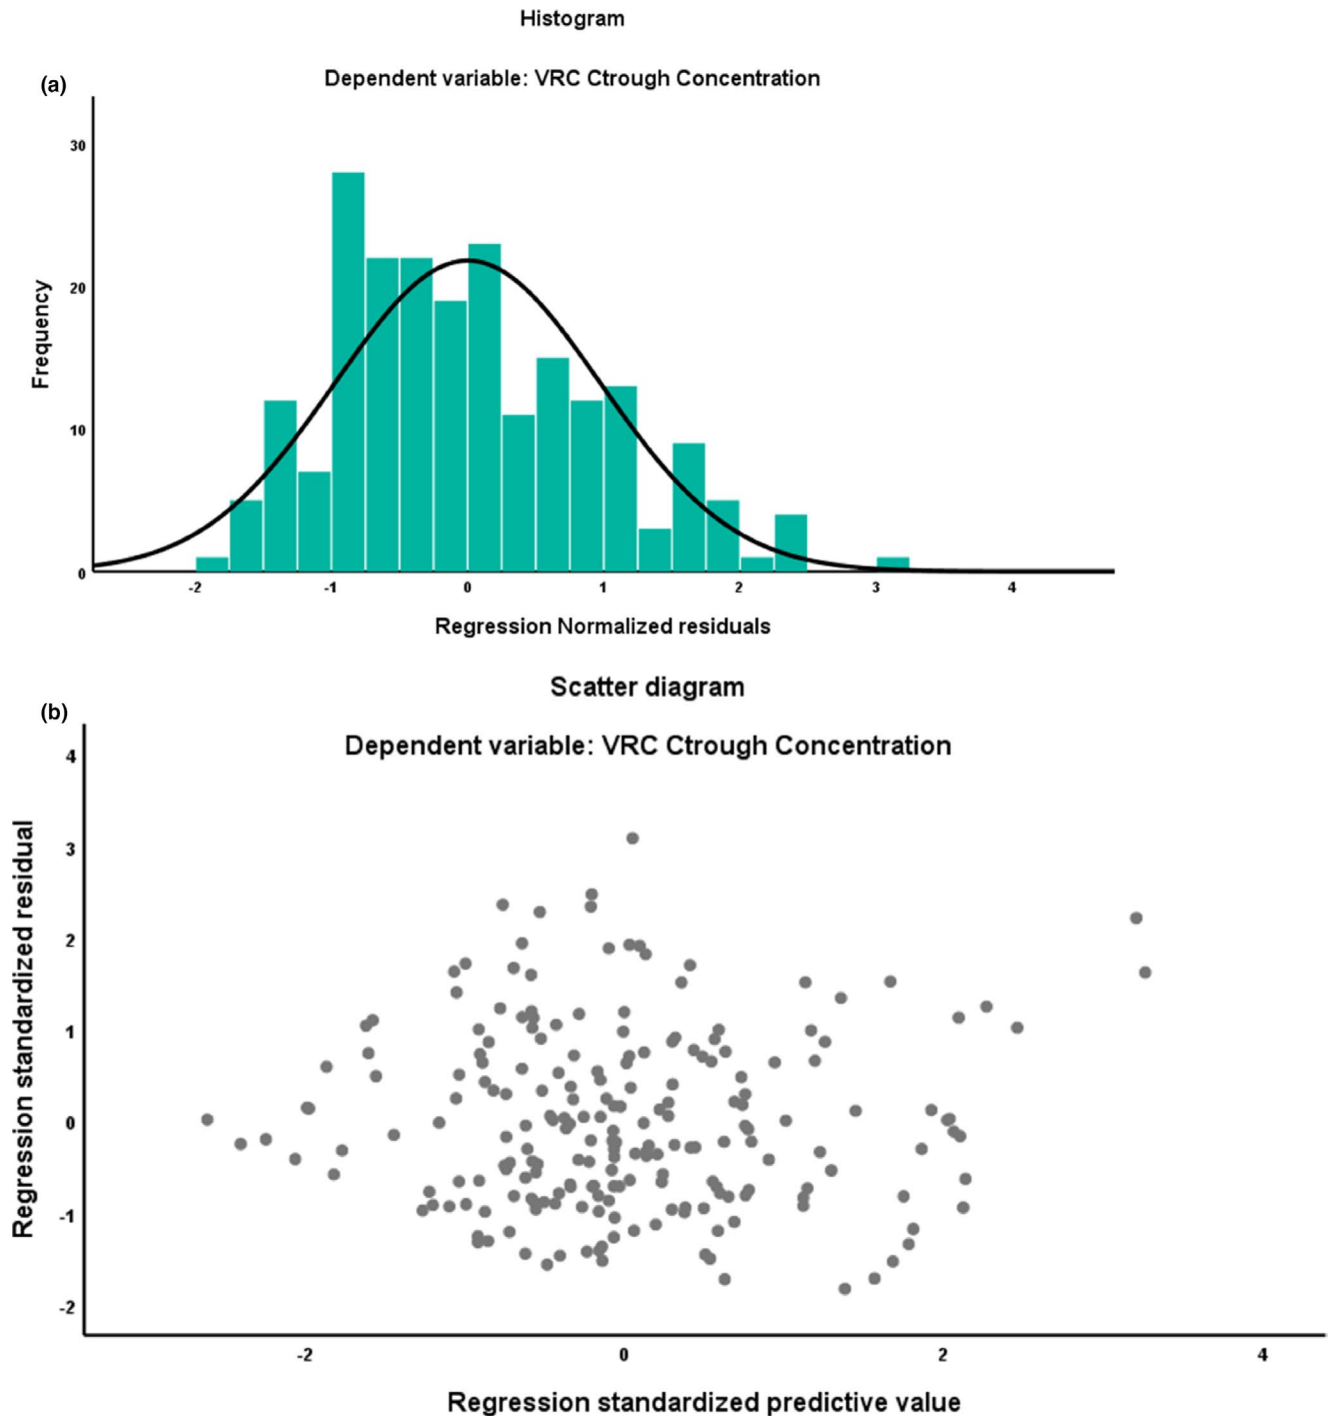 Histogram
(a)
Dependent variable: VRC Ctrough Concentration
30
20
10
0
Frequency
-2 -1 0 1 2 3 4
Regression Normalized residuals
Scatter diagram
(b)
Dependent variable: VRC Ctrough Concentration
4
3
2
1
0
-1
-2
Regression standardized residual
-2 0 2 4
Regression standardized predictive value